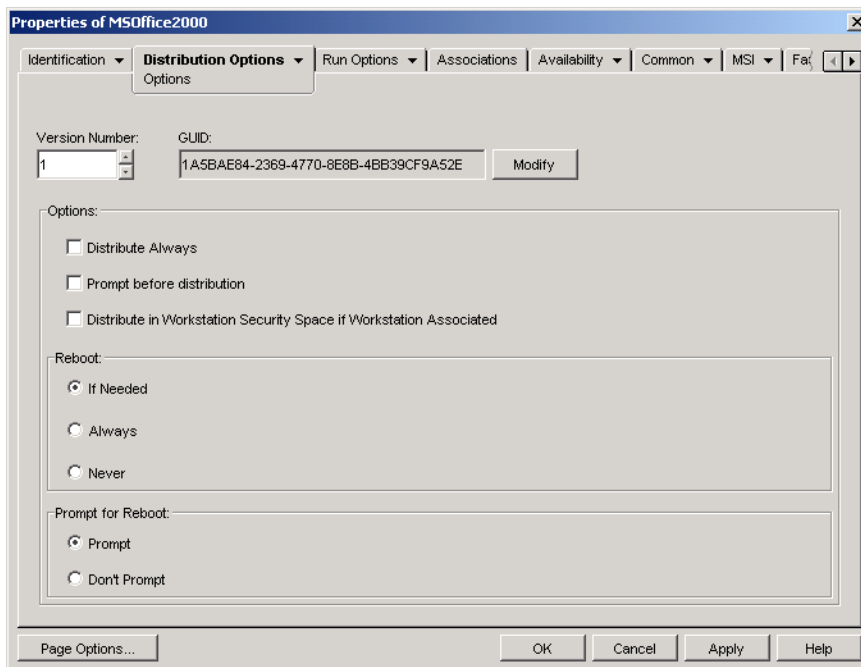 Properties of MSOffice2000
Identification Distribution Options Run Options Associations Availability Common MSI
Options
Version Number: GUID:
1 1A5BAE84-2369-4770-8E8B-4BB39CF9A52E Modify
Options:
Distribute Always
Prompt before distribution
Distribute in Workstation Security Space if Workstation Associated
Reboot:
If Needed
Always
Never
Prompt for Reboot:
Prompt
Don't Prompt
Page Options... OK Cancel Apply Help